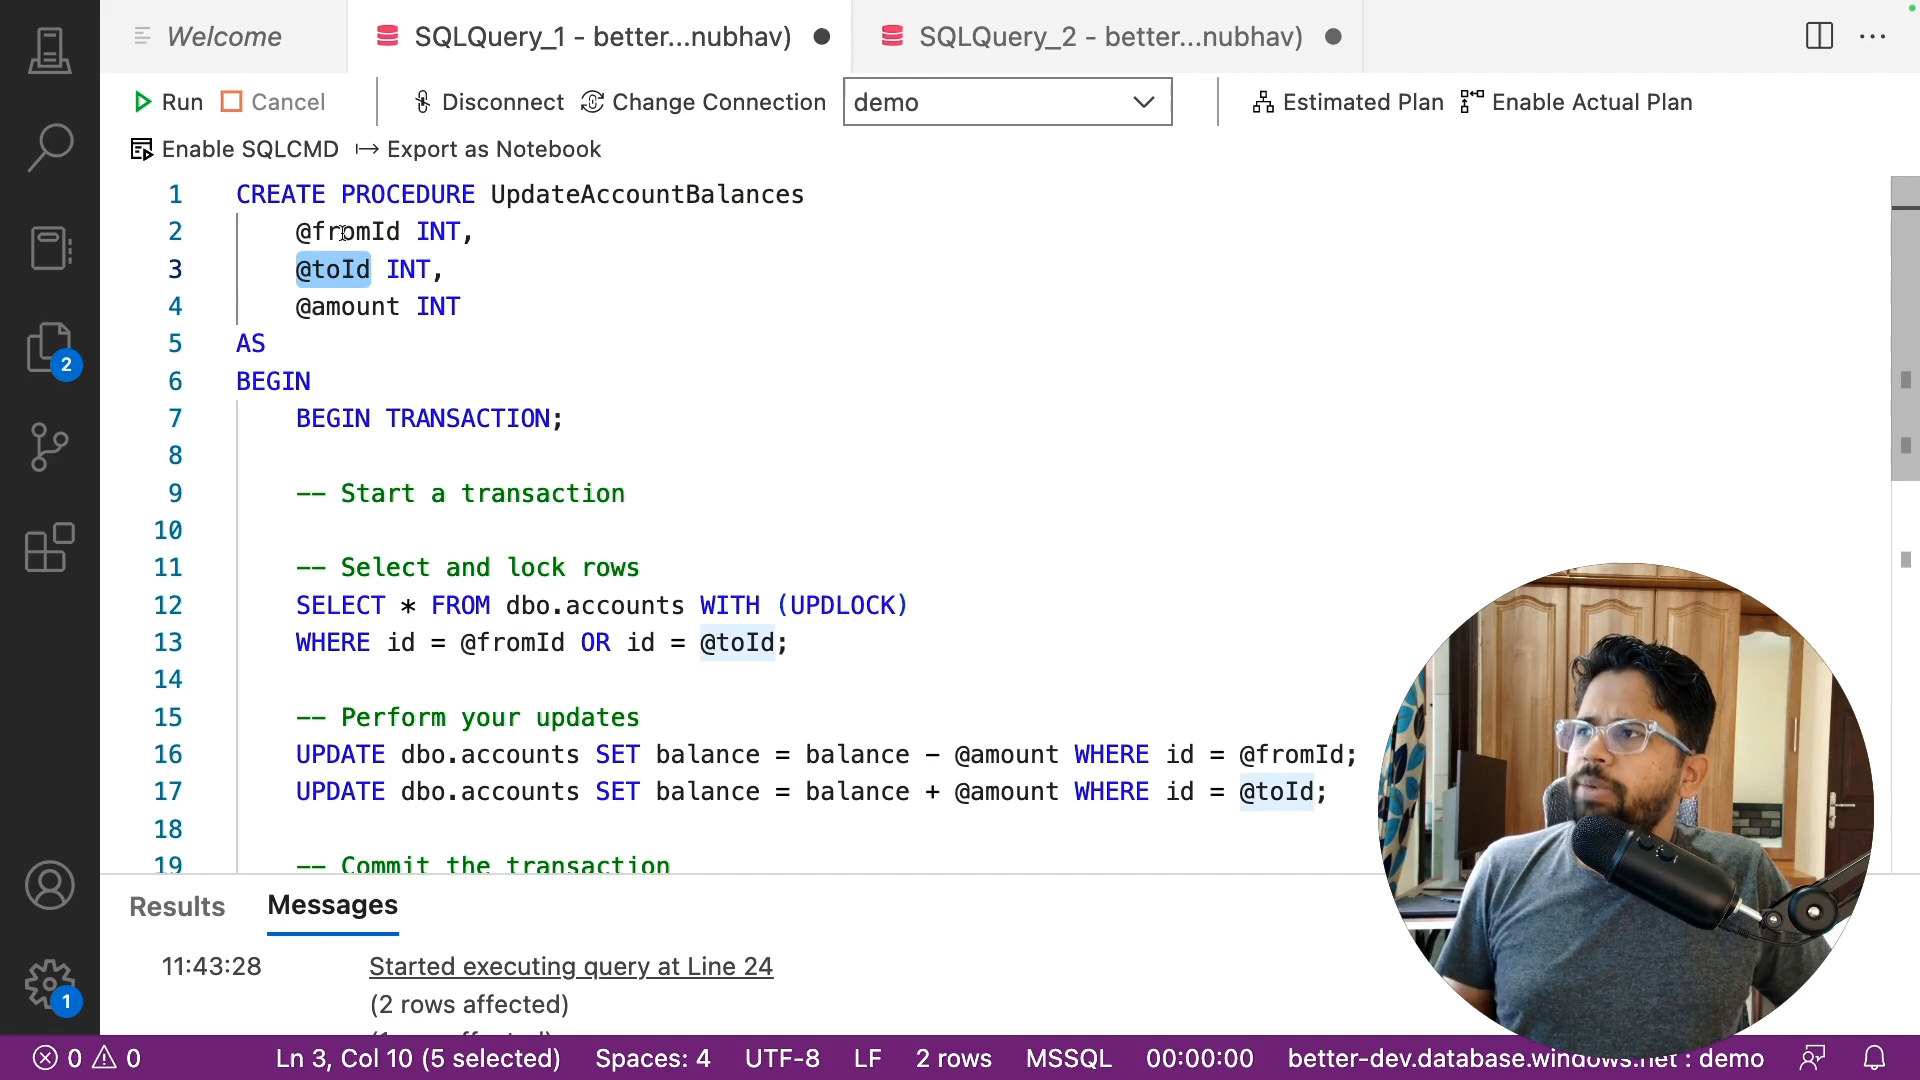 Welcome
SQLQuery_1 - better...nubhav)
SQLQuery_2 - better...nubhav)
Run
Cancel
Disconnect
Change Connection
demo
Estimated Plan
Enable Actual Plan
Enable SQLCMD
Export as Notebook
1 CREATE PROCEDURE UpdateAccountBalances
2 @fromId INT,
3 @toId INT,
4 @amount INT
5 AS
6 BEGIN
7 BEGIN TRANSACTION;
8
9 -- Start a transaction
10
11 -- Select and lock rows
12 SELECT * FROM dbo.accounts WITH (UPDLOCK)
13 WHERE id = @fromId OR id = @toId;
14
15 -- Perform your updates
16 UPDATE dbo.accounts SET balance = balance - @amount WHERE id = @fromId;
17 UPDATE dbo.accounts SET balance = balance + @amount WHERE id = @toId;
18
19 -- Commit the transaction
2
1
Results
Messages
11:43:28 Started executing query at Line 24
(2 rows affected)
0 0 Ln 3, Col 10 (5 selected) Spaces: 4 UTF-8 LF 2 rows MSSQL 00:00:00 better-dev.database.windows.net : demo